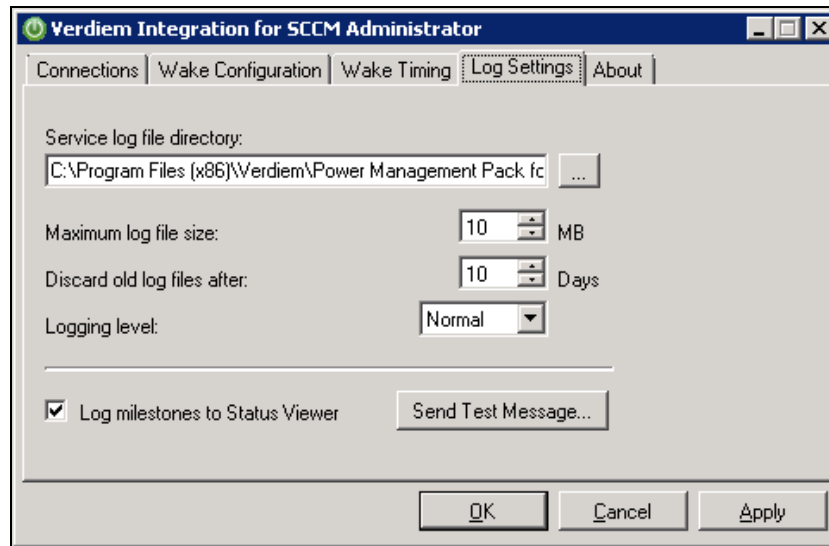 Verdiem Integration for SCCM Administrator
Connections Wake Configuration Wake Timing Log Settings About
Service log file directory:
C:\Program Files (x86)\Verdiem\Power Management Pack fo ...
Maximum log file size: 10 MB
Discard old log files after: 10 Days
Logging level: Normal
Log milestones to Status Viewer Send Test Message...
OK Cancel Apply